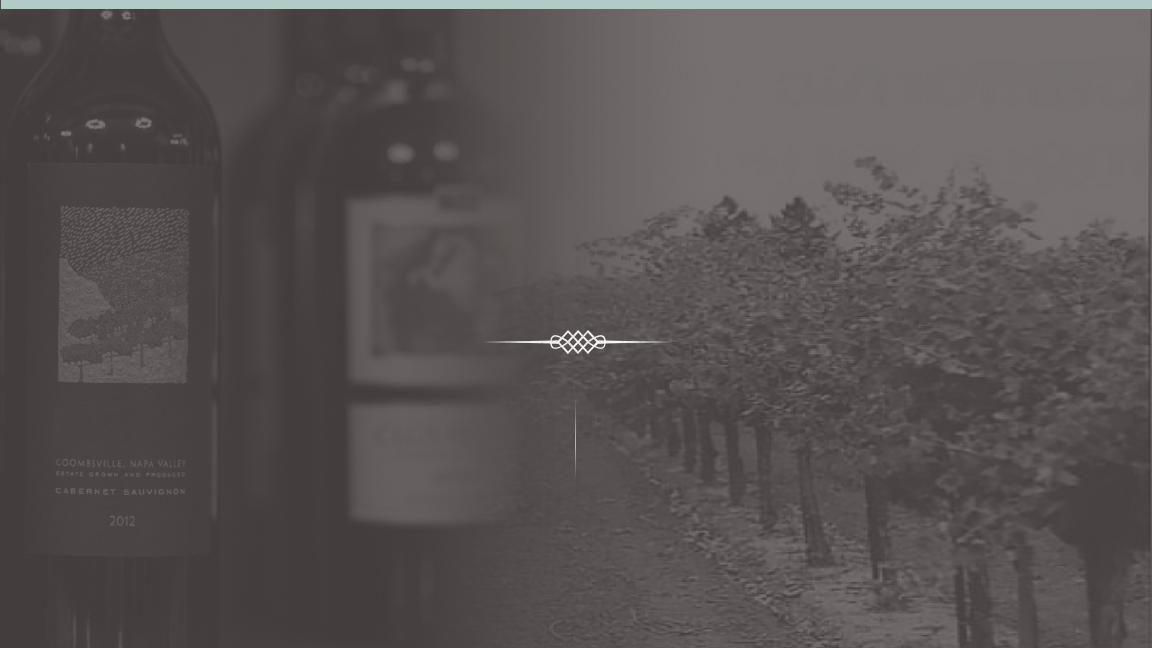 COOMBSVILLE, NAPA VALLEY
ESTATE GROWN AND PRODUCED
CABERNET SAUVIGNON
2012